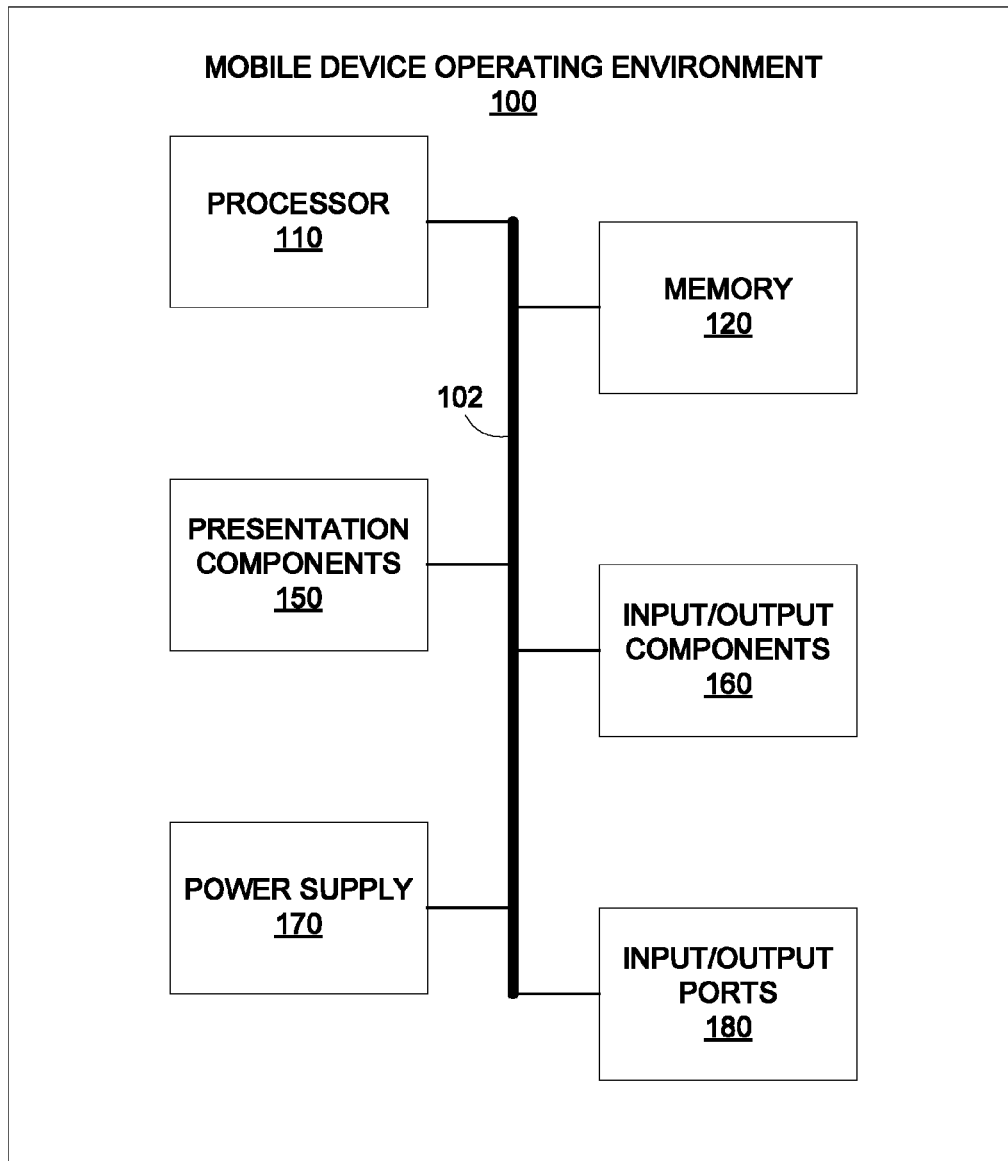 MOBILE DEVICE OPERATING ENVIRONMENT
100
PROCESSOR
110
MEMORY
120
102
PRESENTATION
COMPONENTS
150
INPUT/OUTPUT
COMPONENTS
160
POWER SUPPLY
170
INPUT/OUTPUT
PORTS
180